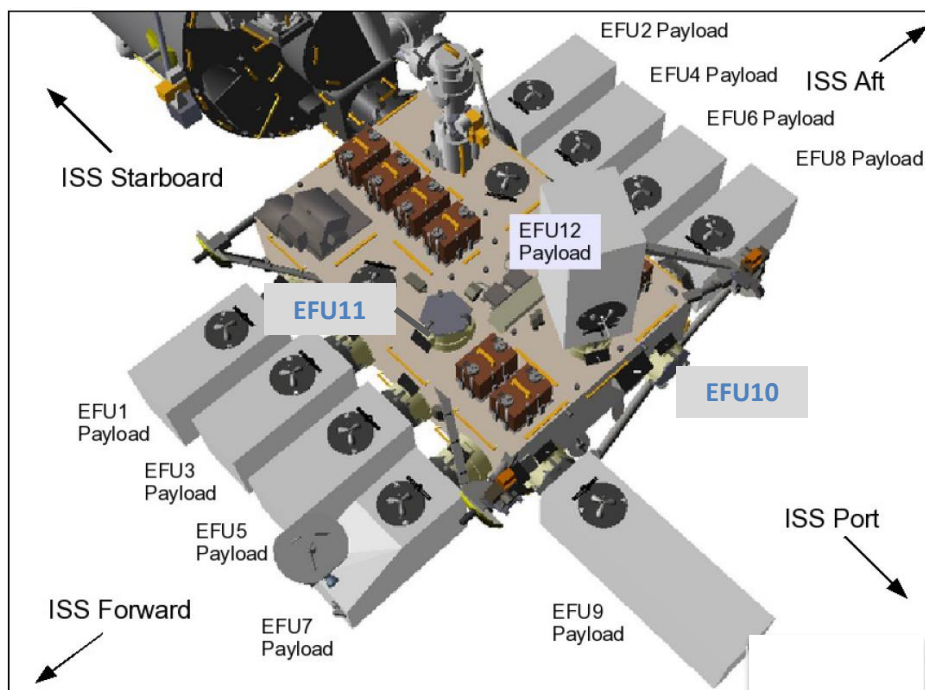 EFU2 Payload
EFU4 Payload
ISS Aft
EFU6 Payload
EFU8 Payload
ISS Starboard
EFU12
Payload
EFU11
EFU10
EFU1
Payload
EFU3
Payload
EFU5
Payload
ISS Port
ISS Forward
EFU7
Payload
EFU9
Payload